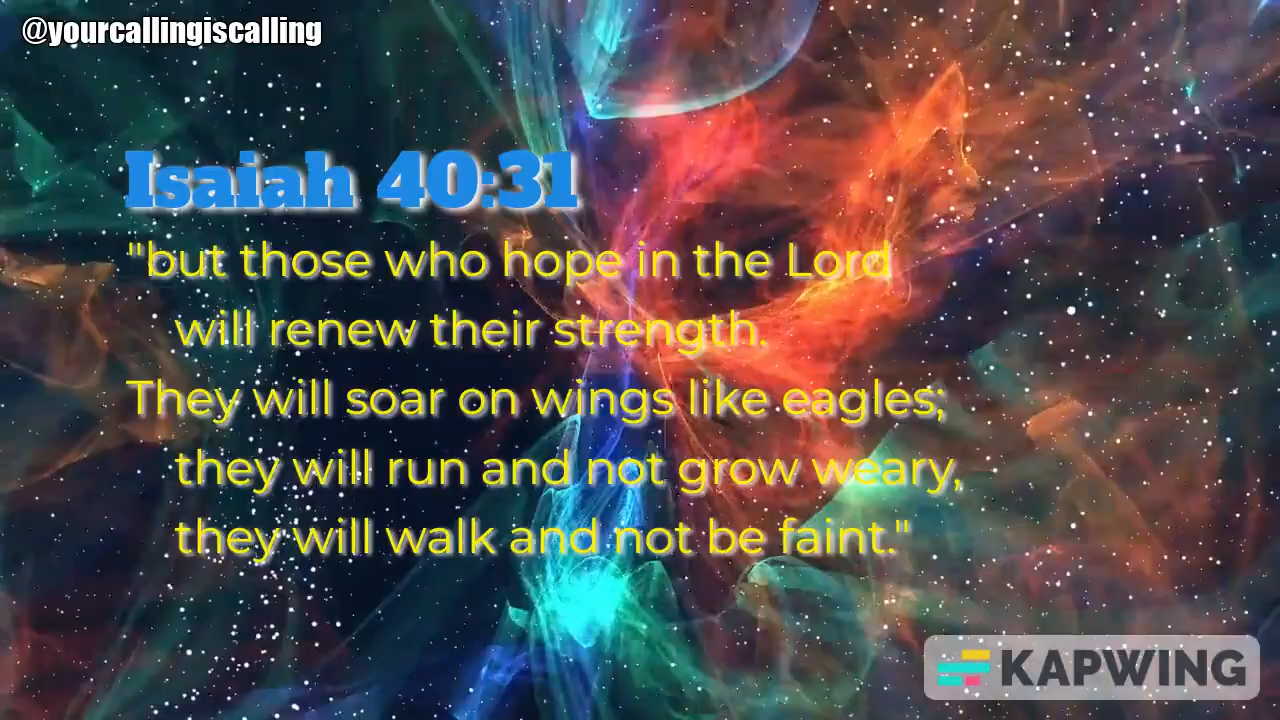 @yourcallingiscalling
Isaiah 40:31
"but those who hope in the Lord
will renew their strength.
They will soar on wings like eagles;
they will run and not grow weary,
they will walk and not be faint."
KAPWING